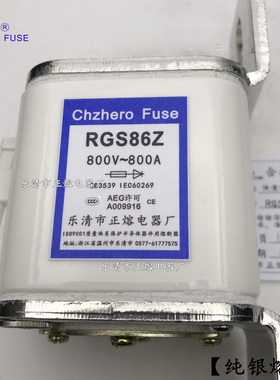 ® FUSE
Chzhero Fuse
RGS86Z
800V~800A
GB3539 IEC60269
AEG许可
A009916 CE
乐清市正熔电器厂
ISO9001质量体系保护半导体器件用熔断器
地址:浙江省温州市乐清市 0577-61777575
乐清市正熔电器厂
合
RGS
【纯银熔